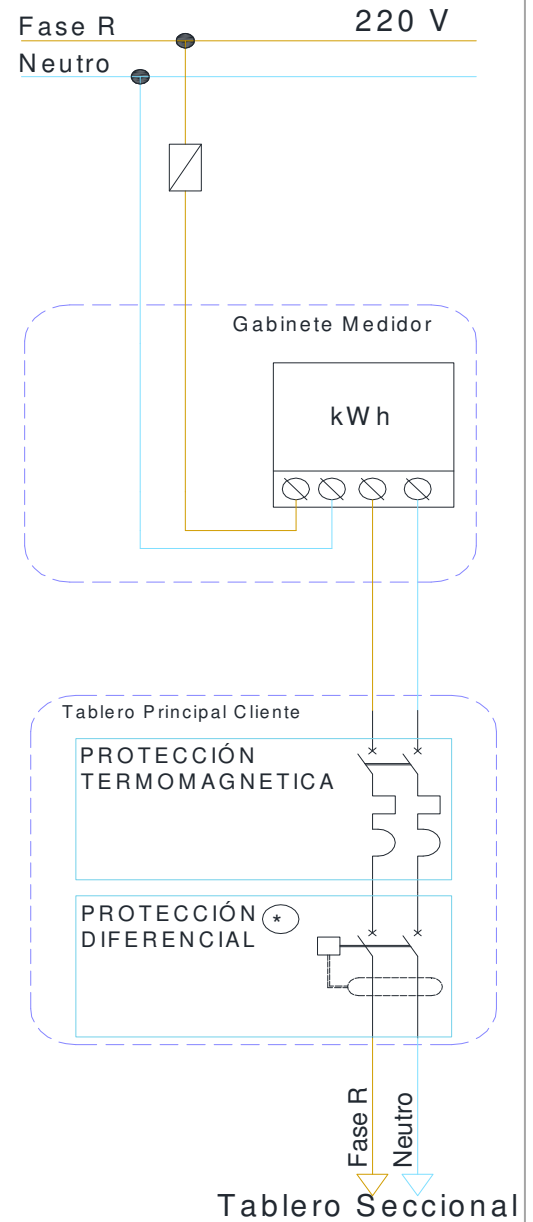 Fase R
220 V
Neutro
Gabinete Medidor
kWh
Tablero Principal Cliente
PROTECCIÓN
TERMOMAGNETICA
PROTECCIÓN *
DIFERENCIAL
Fase R
Neutro
Tablero Seccional